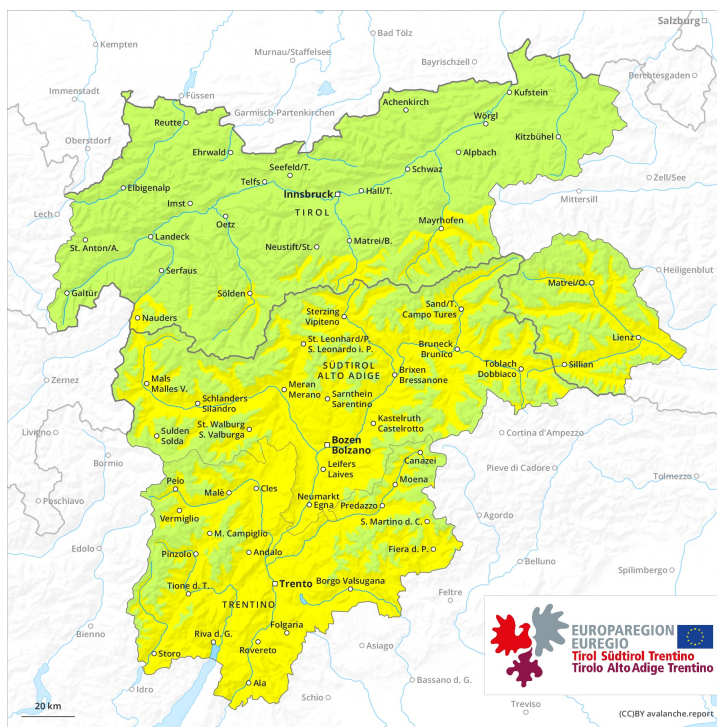 Salzburg
Kempten
Bad Tölz
Murnau/Staffelsee
Bayrischzell
Berchtesgaden
Immenstadt
Füssen
Kufstein
Achenkirch
Garmisch-Partenkirchen
Wörgl
Reutte
Kitzbühel
Oberstdorf
Ehrwald
Alpbach
Seefeld/T.
Schwaz
Zell/See
Telfs
Elbigenalp
Innsbruck
Hall/T.
Mittersill
Imst
TIROL
Lech
Oetz
Mayrhofen
Landeck
Matrei/B.
St. Anton/A.
Neustift/St.
Serfaus
Heiligenblut
Matrei/O.
Galtür
Sölden
Sand/T.
Campo Tures
Nauders
Sterzing
Vipiteno
Lienz
St. Leonhard/P.
S. Leonardo i. P.
Bruneck
Brunico
SÜDTIROL
ALTO ADIGE
Toblach
Dobbiaco
Sillian
Brixen
Bressanone
Zernez
Mals
Malles V.
Meran
Merano
Schlanders
Silandro
Sarnthein
Sarentino
St. Walburg
S. Valburga
Kastelruth
Castelrotto
Livigno
Sulden
Solda
Bozen
Bolzano
Cortina d'Ampezzo
Bormio
Canazei
Leifers
Laives
Pieve di Cadore
Tolmezzo
Peio
Moena
Poschiavo
Malè
Cles
Neumarkt
Egna
Predazzo
Vermiglio
Agordo
S. Martino d. C.
M. Campiglio
Edolo
Pinzolo
Andalo
Fiera d. P.
Belluno
Spilimbergo
Tione d. T.
Trento
Borgo Valsugana
Feltre
TRENTINO
Bienno
Folgaria
Riva d. G.
Rovereto
Asiago
Storo
Bassano d. G.
Idro
Ala
Schio
Treviso
EUROPAREGION
EUREGIO
Tirol Südtirol Trentino
Tirolo Alto Adige Trentino
20 km
(CC)BY avalanche.report